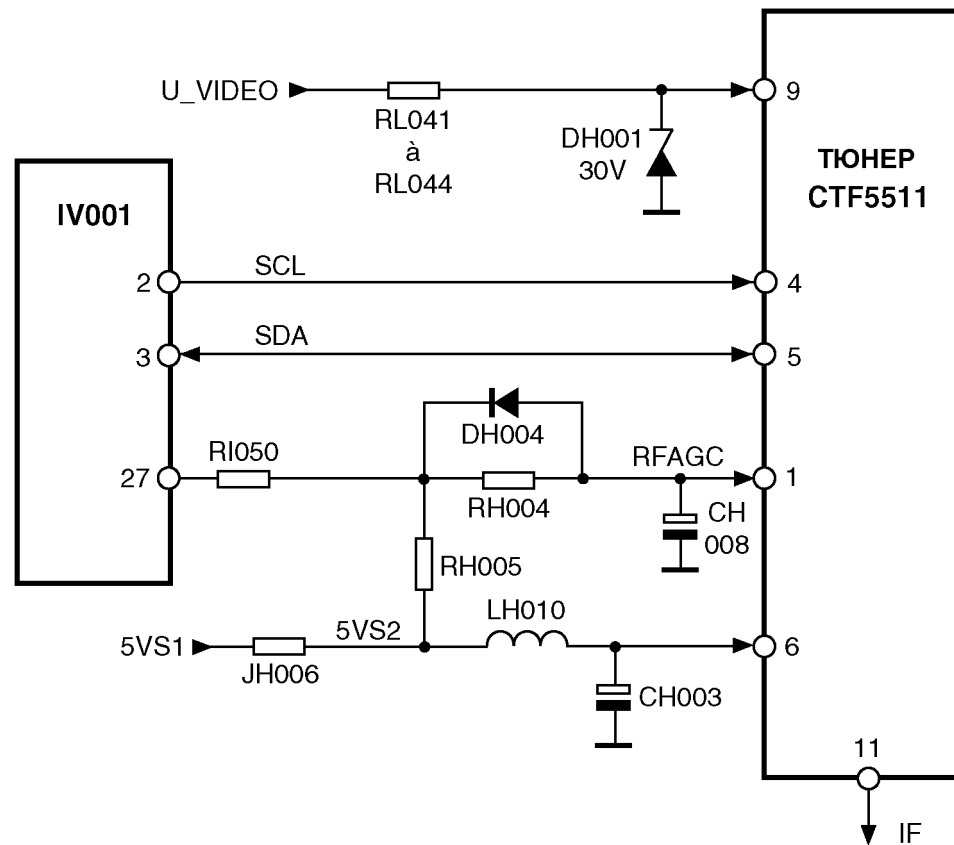 U_VIDEO
RL041
à
RL044
DH001
30V
9
ТЮНЕР
CTF5511
IV001
2
SCL
4
3
SDA
5
DH004
27
RI050
RH004
RFAGC
1
CH
008
RH005
5VS1
JH006
5VS2
LH010
CH003
6
11
IF